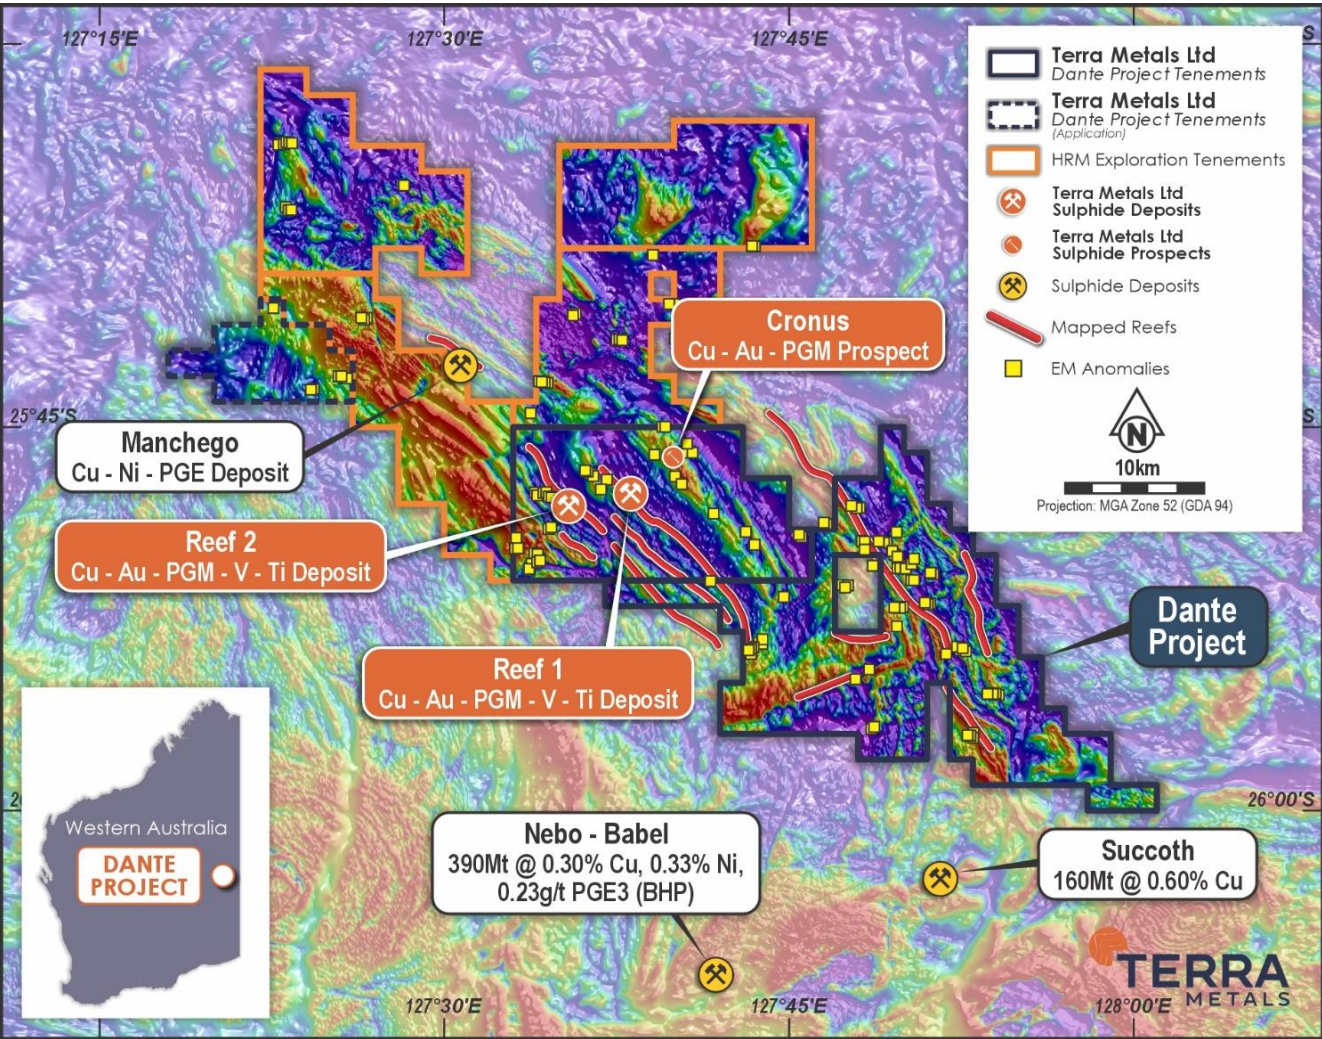 127°15'E
127°30'E
127°45'E
S
Terra Metals Ltd
Dante Project Tenements
Terra Metals Ltd
Dante Project Tenements
(Application)
HRM Exploration Tenements
Terra Metals Ltd
Sulphide Deposits
Terra Metals Ltd
Sulphide Prospects
Sulphide Deposits
Mapped Reefs
EM Anomalies
N
10km
Projection: MGA Zone 52 (GDA 94)
Cronus
Cu - Au - PGM Prospect
25°45'S
S
Manchego
Cu - Ni - PGE Deposit
Reef 2
Cu - Au - PGM - V - Ti Deposit
Reef 1
Cu - Au - PGM - V - Ti Deposit
Dante
Project
Western Australia
DANTE
PROJECT
26°00'S
Nebo - Babel
390Mt @ 0.30% Cu, 0.33% Ni,
0.23g/t PGE3 (BHP)
Succoth
160Mt @ 0.60% Cu
TERRA
METALS
127°30'E
127°45'E
128°00'E